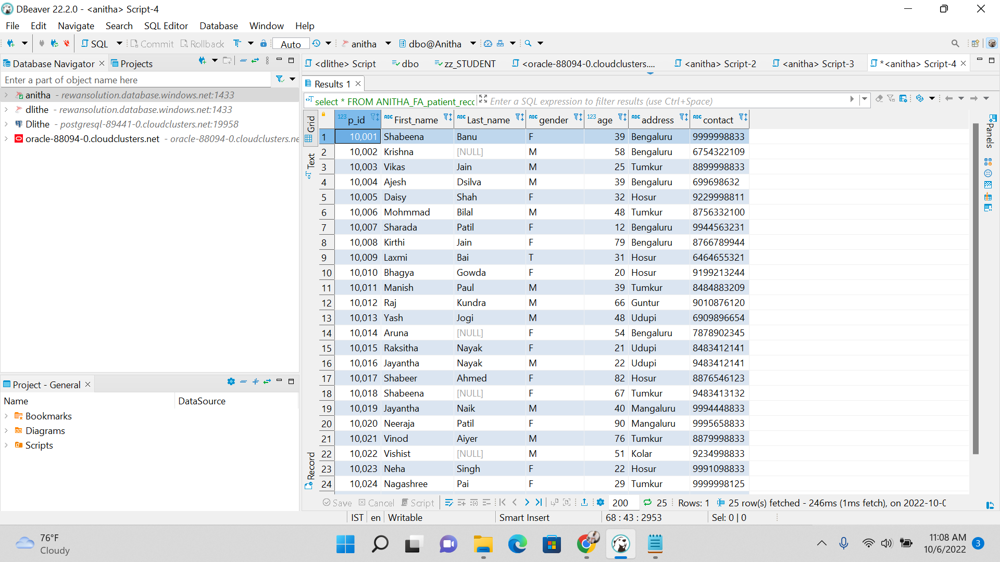 DBeaver 22.2.0 - <anitha> Script-4
File Edit Navigate Search SQL Editor Database Window Help
SQL Commit Rollback Auto anitha dbo@Anitha
Database Navigator Projects
Enter a part of object name here
anitha - rewansolution.database.windows.net:1433
dlithe - rewansolution.database.windows.net:1433
Dlithe - postgresql-89441-0.cloudclusters.net:19958
oracle-88094-0.cloudclusters.net - oracle-88094-0.cloudclusters.ne
Project - General
Name DataSource
Bookmarks
Diagrams
Scripts
<dlithe> Script dbo zz_STUDENT <oracle-88094-0.cloudclusters.... <anitha> Script-2 <anitha> Script-3 *<anitha> Script-4
Results 1
select * FROM ANITHA_FA_patient_reco Enter a SQL expression to filter results (use Ctrl+Space)
Grid
Text
Record
Panels
123 p_id ABC First_name ABC Last_name ABC gender 123 age ABC address ABC contact
1 10,001 Shabeena Banu F 39 Bengaluru 9999998833
2 10,002 Krishna [NULL] M 58 Bengaluru 6754322109
3 10,003 Vikas Jain M 25 Tumkur 8899998833
4 10,004 Ajesh Dsilva M 39 Bengaluru 699698632
5 10,005 Daisy Shah F 32 Hosur 9229998811
6 10,006 Mohmmad Bilal M 48 Tumkur 8756332100
7 10,007 Sharada Patil F 12 Bengaluru 9944563231
8 10,008 Kirthi Jain F 79 Bengaluru 8766789944
9 10,009 Laxmi Bai T 31 Hosur 6464655321
10 10,010 Bhagya Gowda F 20 Hosur 9199213244
11 10,011 Manish Paul M 39 Tumkur 8484883209
12 10,012 Raj Kundra M 66 Guntur 9010876120
13 10,013 Yash Jogi M 48 Udupi 6909896654
14 10,014 Aruna [NULL] F 54 Bengaluru 7878902345
15 10,015 Raksitha Nayak F 21 Udupi 8483412141
16 10,016 Jayantha Nayak M 22 Udupi 9483412141
17 10,017 Shabeer Ahmed F 82 Hosur 8876546123
18 10,018 Shabeena [NULL] F 67 Tumkur 9483413132
19 10,019 Jayantha Naik M 40 Mangaluru 9994448833
20 10,020 Neeraja Patil F 90 Mangaluru 9995658833
21 10,021 Vinod Aiyer M 76 Tumkur 8879998833
22 10,022 Vishist [NULL] M 51 Kolar 9234998833
23 10,023 Neha Singh F 22 Hosur 9991098833
24 10,024 Nagashree Pai F 29 Tumkur 9999998125
Save Cancel Script 200 25 Rows: 1 25 row(s) fetched - 246ms (1ms fetch), on 2022-10-0
IST en Writable Smart Insert 68 : 43 : 2953 Sel: 0 | 0
76°F
Cloudy
11:08 AM
10/6/2022
3